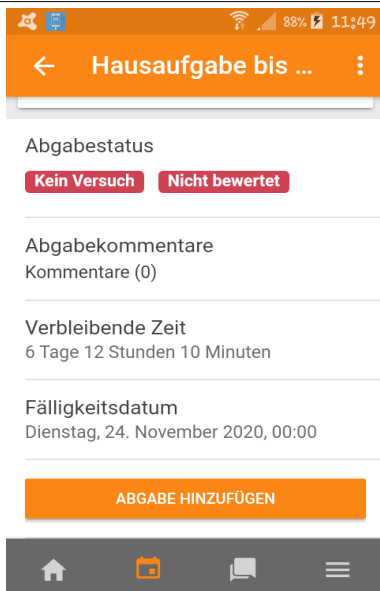 88% 11:49
Hausaufgabe bis ...
Abgabestatus
Kein Versuch Nicht bewertet
Abgabekommentare
Kommentare (0)
Verbleibende Zeit
6 Tage 12 Stunden 10 Minuten
Fälligkeitsdatum
Dienstag, 24. November 2020, 00:00
ABGABE HINZUFÜGEN